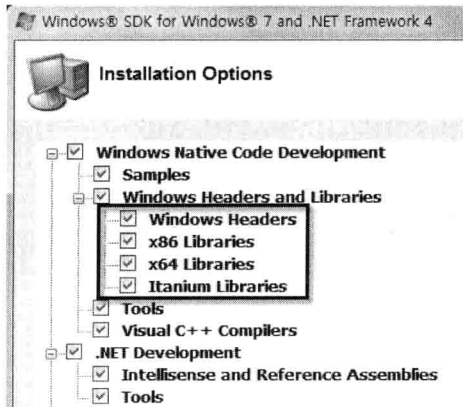 Windows® SDK for Windows® 7 and .NET Framework 4
Installation Options
Windows Native Code Development
Samples
Windows Headers and Libraries
Windows Headers
x86 Libraries
x64 Libraries
Itanium Libraries
Tools
Visual C++ Compilers
.NET Development
Intellisense and Reference Assemblies
Tools